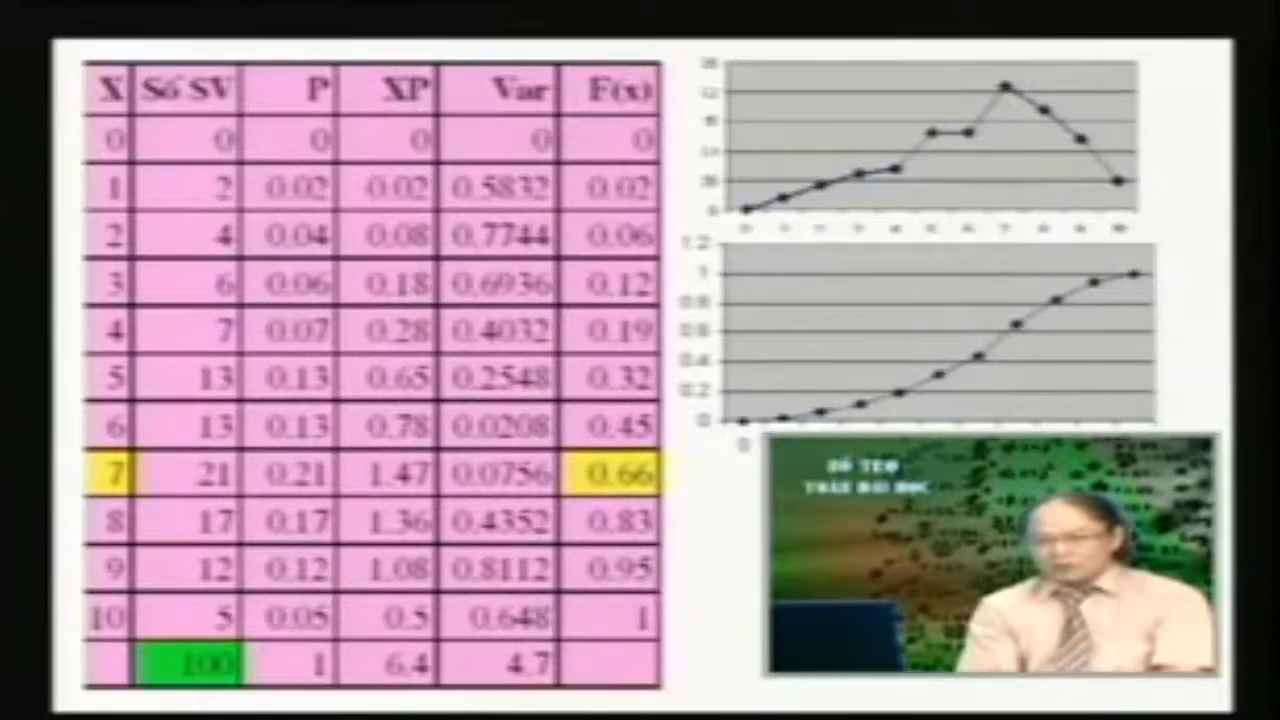 X Số SV P XP Var F(x)
0 0 0 0 0 0
1 2 0.02 0.02 0.5832 0.02
2 4 0.04 0.08 0.7744 0.06
3 6 0.06 0.18 0.6936 0.12
4 7 0.07 0.28 0.4032 0.19
5 13 0.13 0.65 0.2548 0.32
6 13 0.13 0.78 0.0208 0.45
7 21 0.21 1.47 0.0756 0.66
8 17 0.17 1.36 0.4352 0.83
9 12 0.12 1.08 0.8112 0.95
10 5 0.05 0.5 0.648 1
100 1 6.4 4.7
1.2
1
0.8
0.6
0.4
0.2
0
0